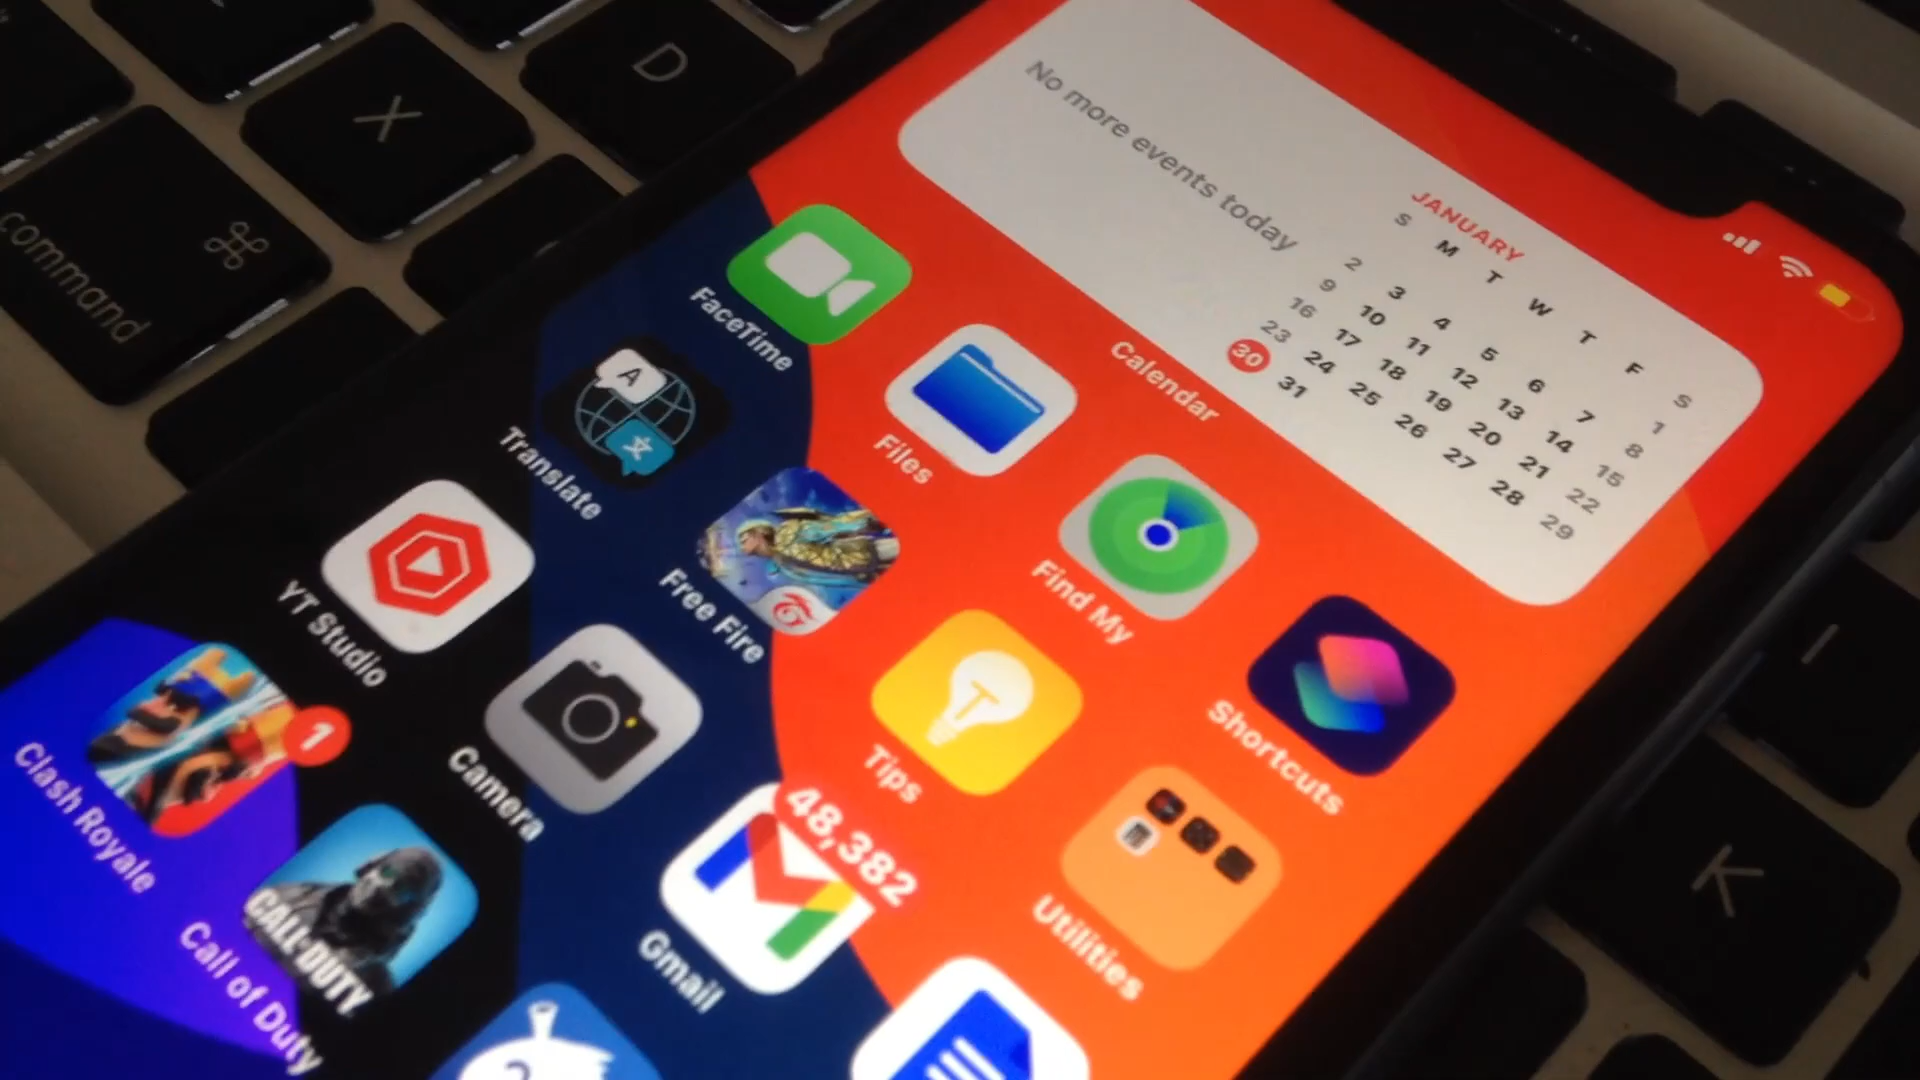 D
X
command ⌘
No more events today
JANUARY
S M T W T F S
1
2 3 4 5 6 7 8
9 10 11 12 13 14 15
16 17 18 19 20 21 22
23 24 25 26 27 28 29
30 31
Calendar
FaceTime
Files
Find My
Shortcuts
A
文
Translate
Free Fire
Tips
Utilities
YT Studio
Camera
48,382
Gmail
1
Clash Royale
CALL OF DUTY
Call of Duty
I
K